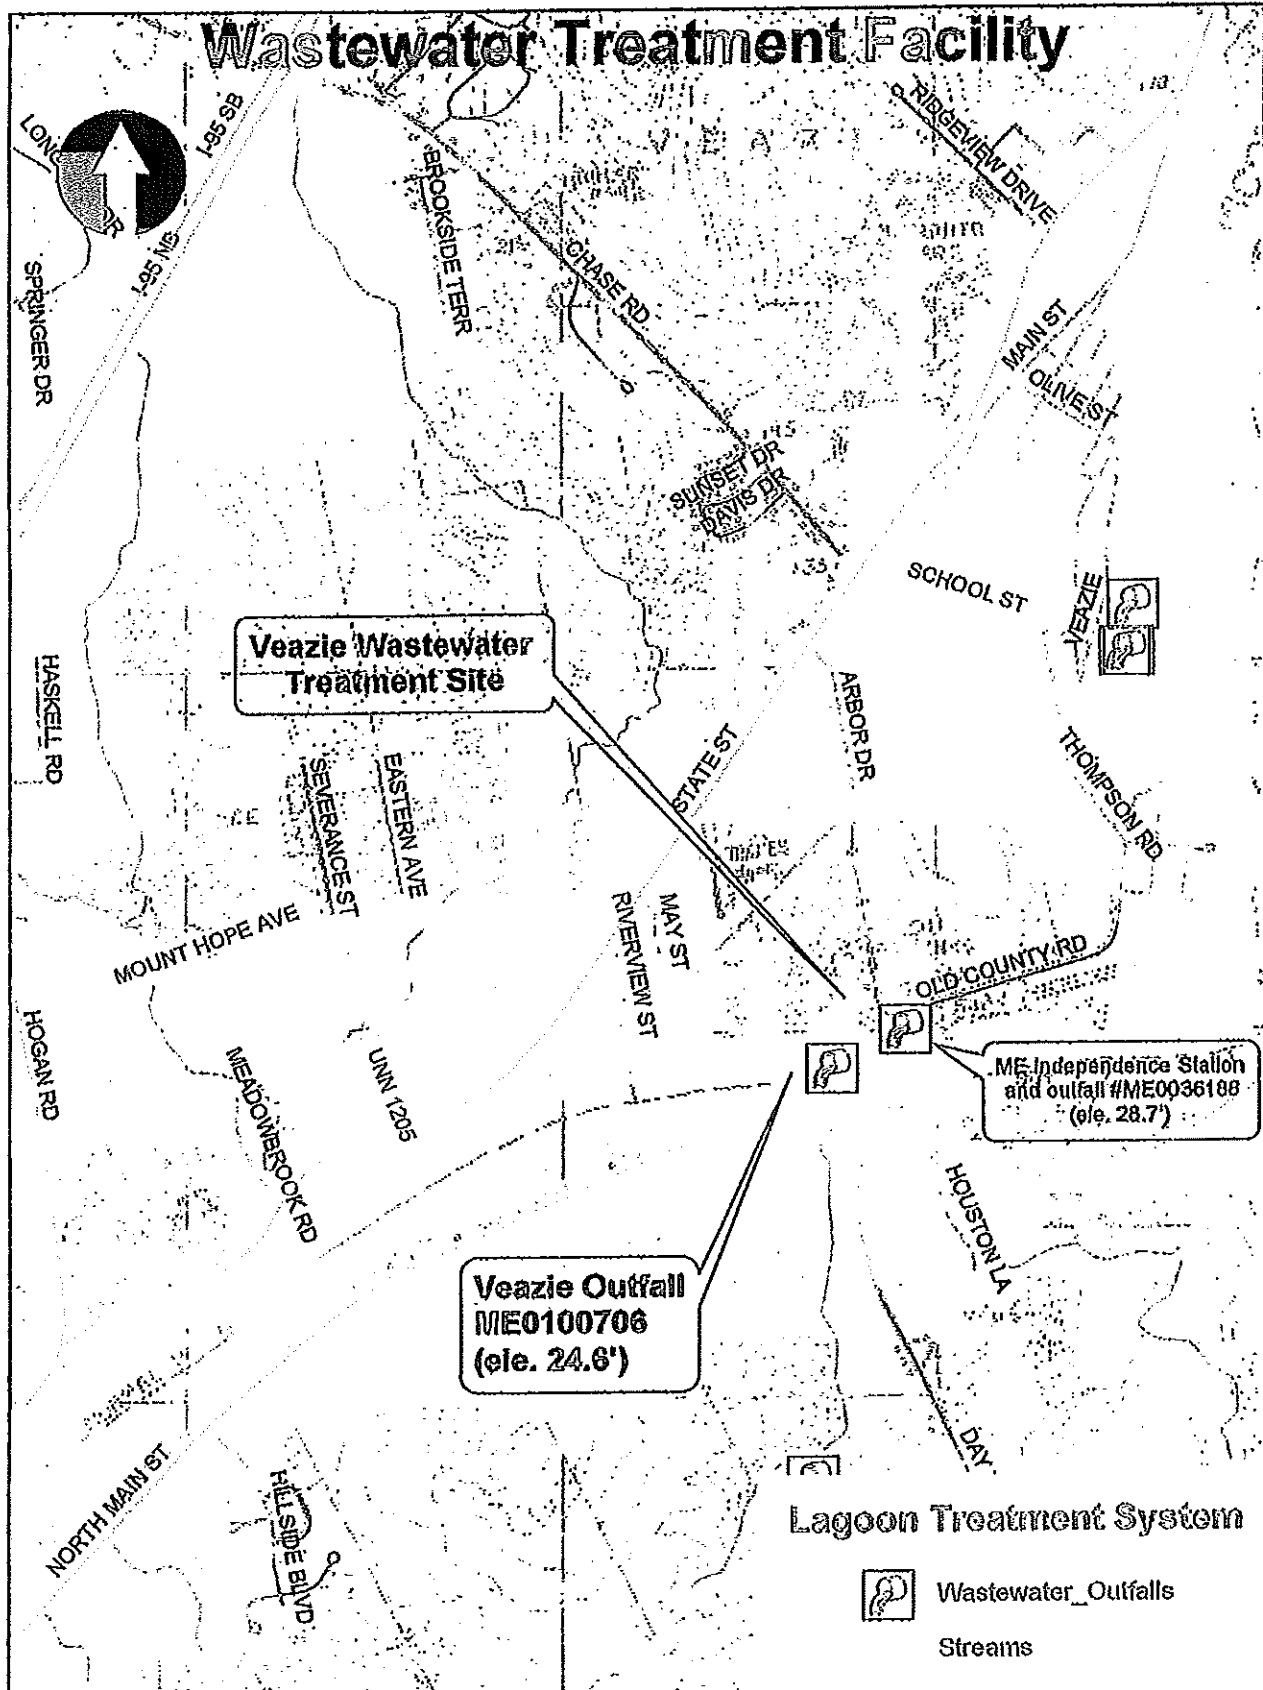 Wastewater Treatment Facility
I-95 SB
I-95 NB
SPRINGER DR
BROOKSIDE TERR
CHASE RD
RIDGEVIEW DRIVE
VEAZI
MAIN ST
OLIVE ST
SUNSET DR
DAVIS DR
SCHOOL ST
VEAZIE
Veazie Wastewater
Treatment Site
HASKELL RD
SEVERANCE ST
EASTERN AVE
STATE ST
ARBOR DR
THOMPSON RD
MOUNT HOPE AVE
RIVERVIEW ST
MAY ST
OLD COUNTY RD
HOGAN RD
MEADOWBROOK RD
UNN 1205
ME Independence Station
and outfall #ME0036188
(ele. 28.7')
HOUSTON LA
Veazie Outfall
ME0100706
(ele. 24.6')
DAY
NORTH MAIN ST
HILLSIDE BLVD
Lagoon Treatment System
Wastewater_Outfalls
Streams